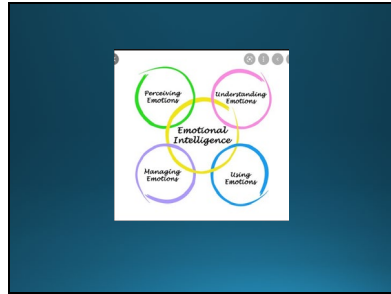 Perceiving
Emotions
Understanding
Emotions
Emotional
Intelligence
Managing
Emotions
Using
Emotions